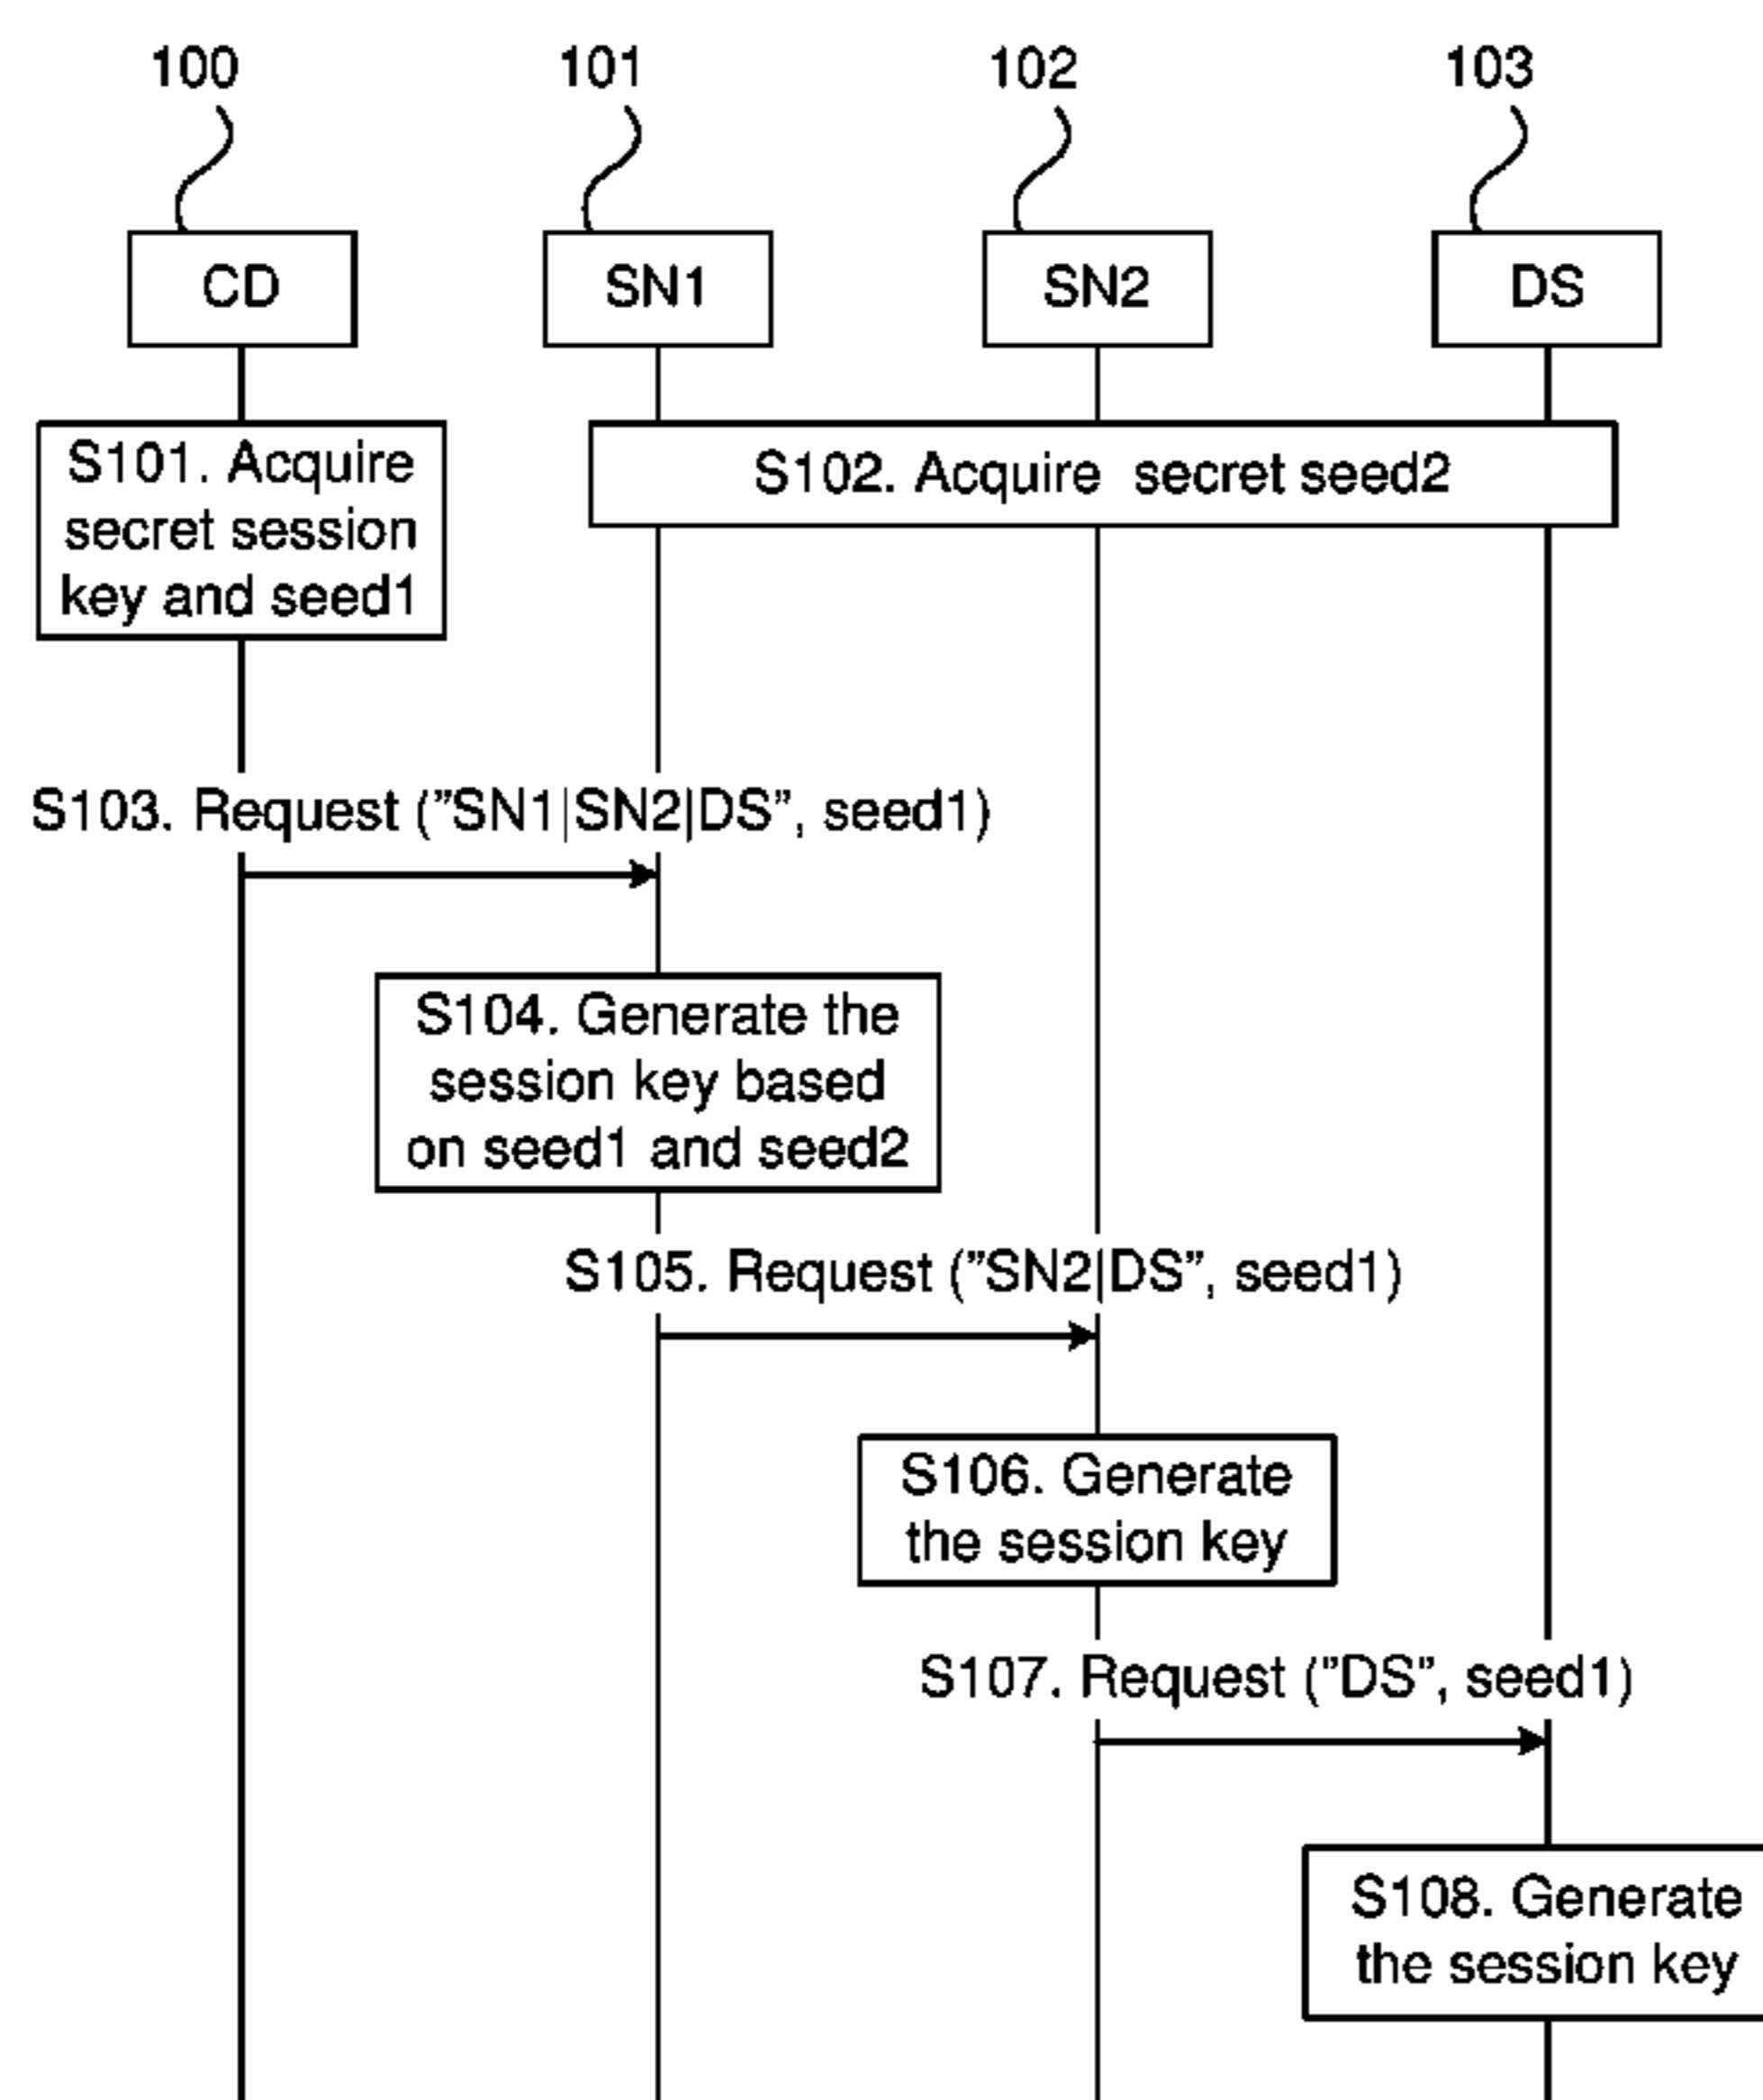 100
101
102
103
CD
SN1
SN2
DS
S101. Acquire
secret session
key and seed1
S102. Acquire secret seed2
S103. Request (”SN1|SN2|DS”, seed1)
S104. Generate the
session key based
on seed1 and seed2
S105. Request (”SN2|DS”, seed1)
S106. Generate
the session key
S107. Request (”DS”, seed1)
S108. Generate
the session key